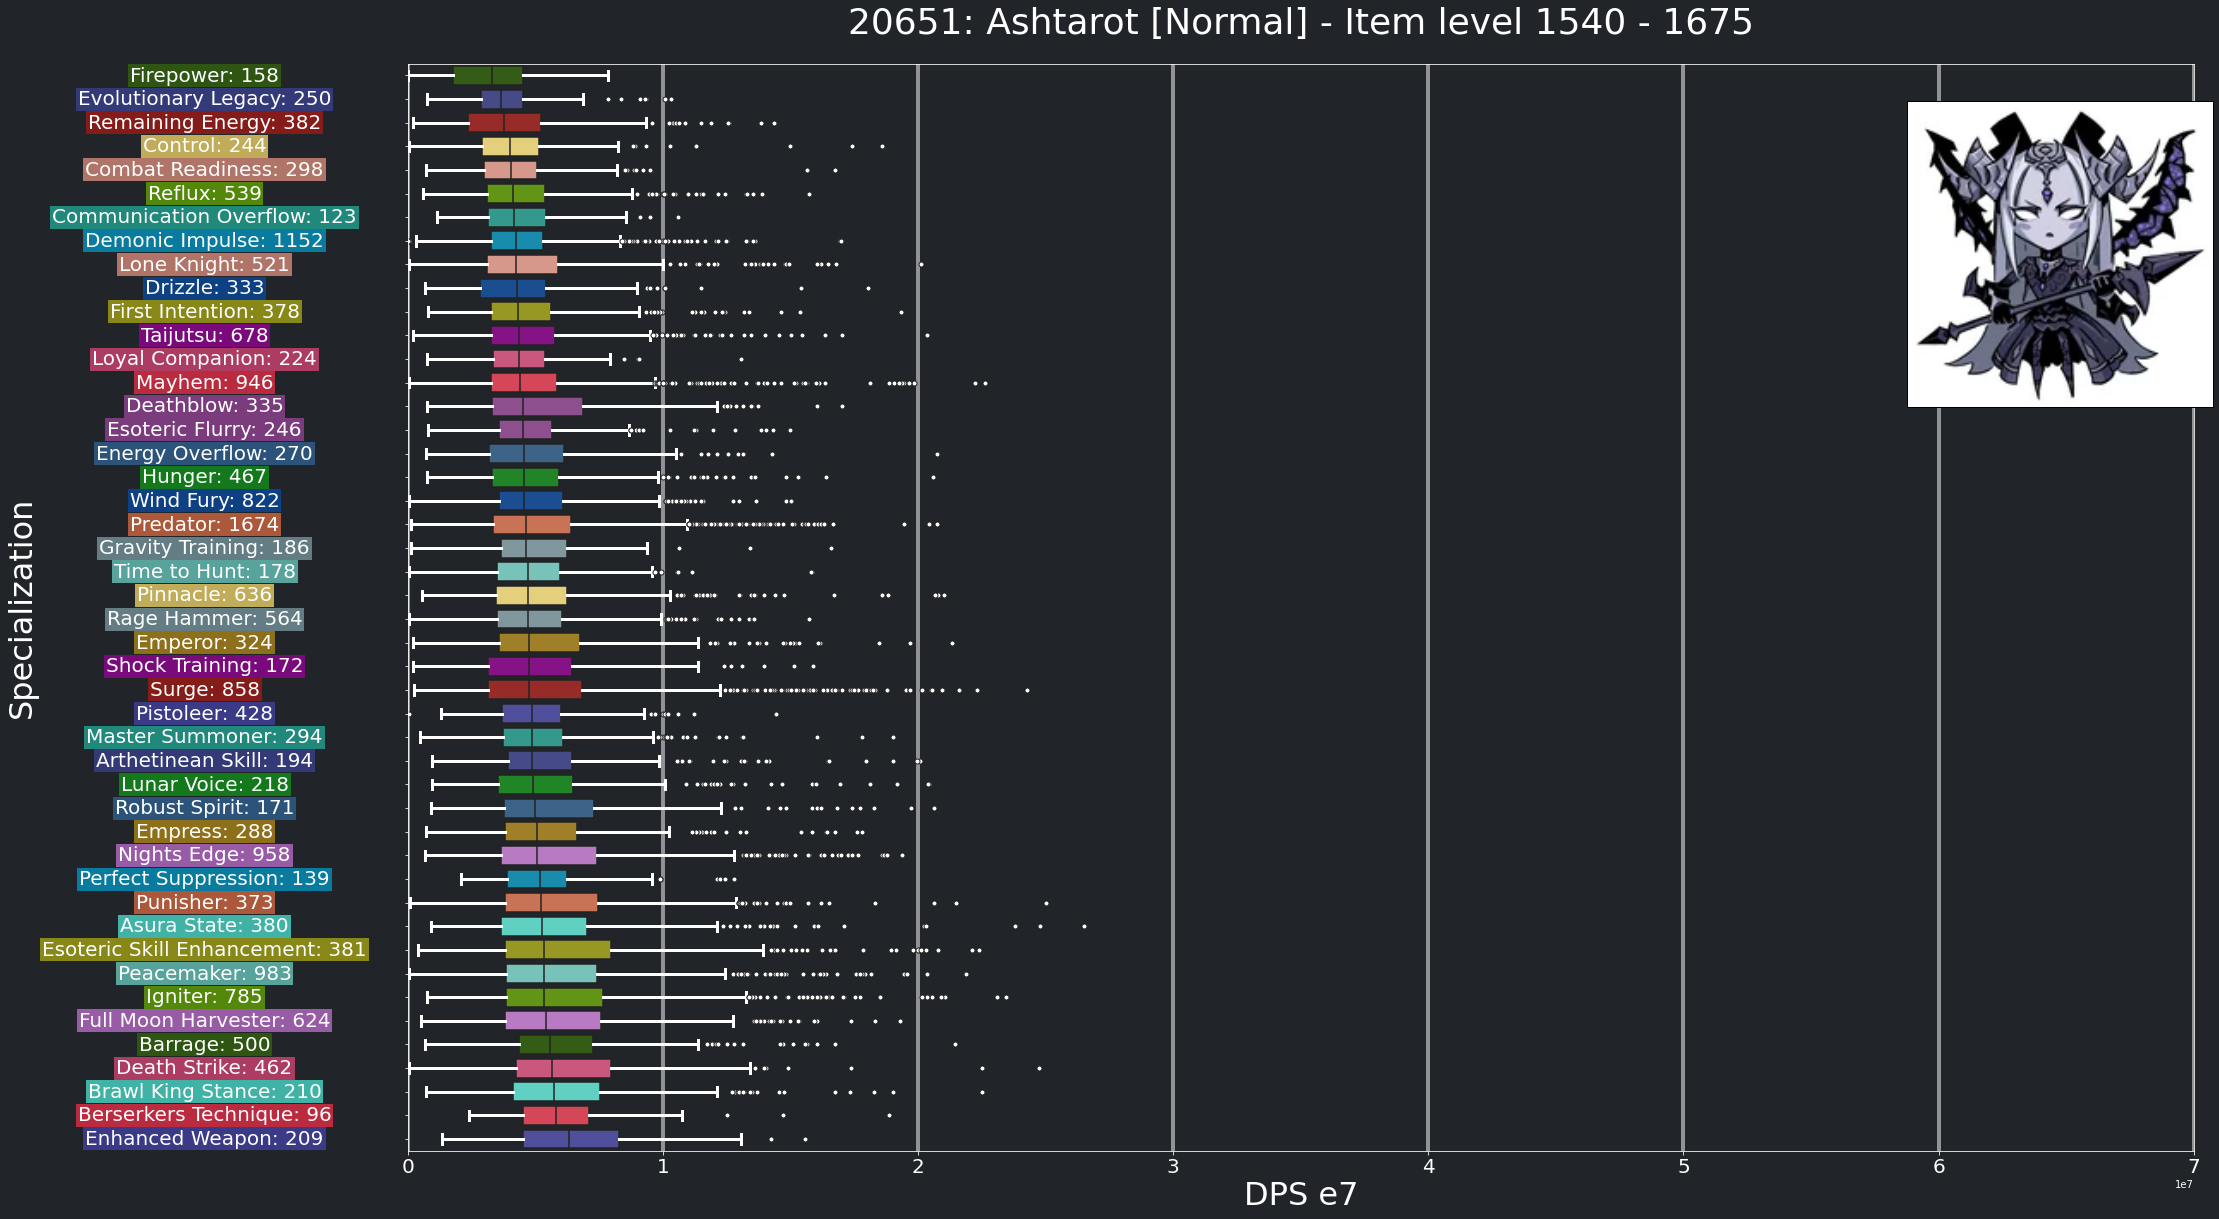 20651: Ashtarot [Normal] - Item level 1540 - 1675
Firepower: 158
Evolutionary Legacy: 250
Remaining Energy: 382
Control: 244
Combat Readiness: 298
Reflux: 539
Communication Overflow: 123
Demonic Impulse: 1152
Lone Knight: 521
Drizzle: 333
First Intention: 378
Taijutsu: 678
Loyal Companion: 224
Mayhem: 946
Deathblow: 335
Esoteric Flurry: 246
Energy Overflow: 270
Hunger: 467
Wind Fury: 822
Predator: 1674
Gravity Training: 186
Time to Hunt: 178
Pinnacle: 636
Rage Hammer: 564
Emperor: 324
Shock Training: 172
Surge: 858
Pistoleer: 428
Master Summoner: 294
Arthetinean Skill: 194
Lunar Voice: 218
Robust Spirit: 171
Empress: 288
Nights Edge: 958
Perfect Suppression: 139
Punisher: 373
Asura State: 380
Esoteric Skill Enhancement: 381
Peacemaker: 983
Igniter: 785
Full Moon Harvester: 624
Barrage: 500
Death Strike: 462
Brawl King Stance: 210
Berserkers Technique: 96
Enhanced Weapon: 209
Specialization
0 1 2 3 4 5 6 7
1e7
DPS e7